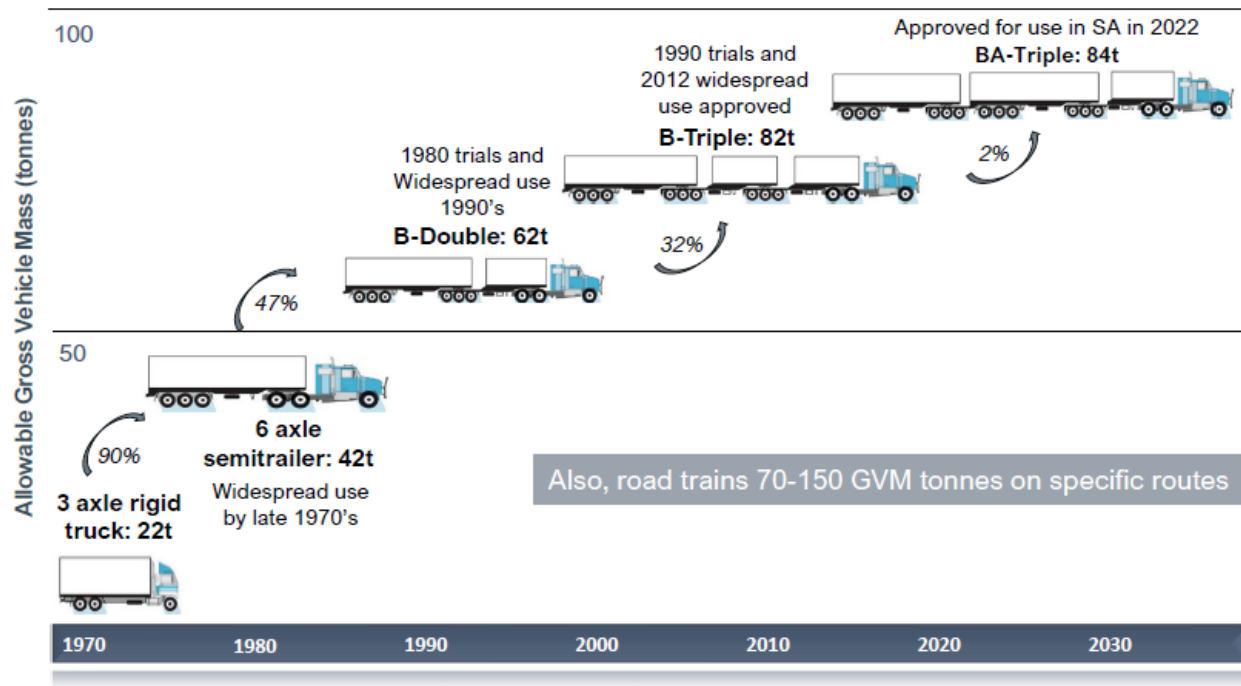 Allowable Gross Vehicle Mass (tonnes)
100
Approved for use in SA in 2022
BA-Triple: 84t
1990 trials and
2012 widespread
use approved
B-Triple: 82t
2%
1980 trials and
Widespread use
1990’s
B-Double: 62t
32%
47%
50
6 axle
semitrailer: 42t
Widespread use
by late 1970’s
90%
3 axle rigid
truck: 22t
Also, road trains 70-150 GVM tonnes on specific routes
1970 1980 1990 2000 2010 2020 2030